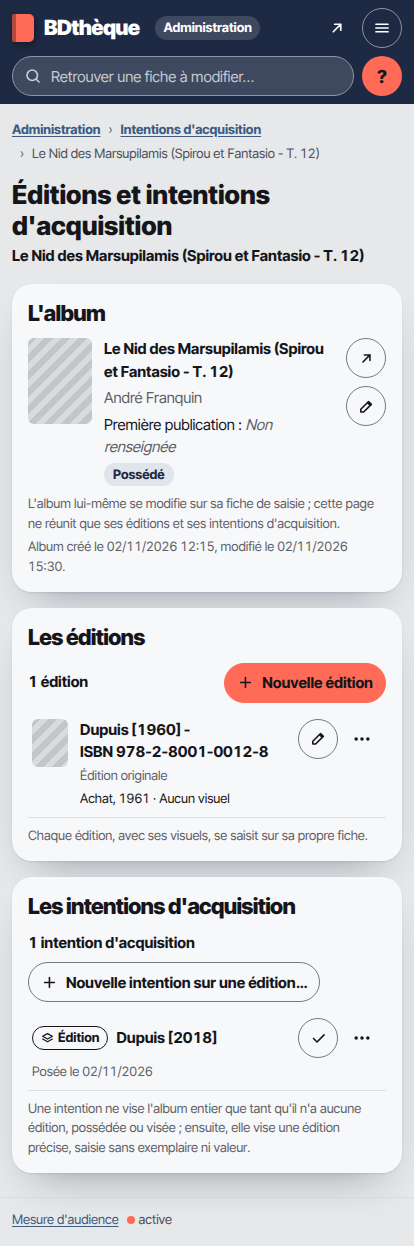 BDthèque Administration
Retrouver une fiche à modifier... ?
Administration › Intentions d'acquisition
› Le Nid des Marsupilamis (Spirou et Fantasio - T. 12)
Éditions et intentions
d'acquisition
Le Nid des Marsupilamis (Spirou et Fantasio - T. 12)
L'album
Le Nid des Marsupilamis (Spirou
et Fantasio - T. 12)
André Franquin
Première publication : Non
renseignée
Possédé
L'album lui-même se modifie sur sa fiche de saisie ; cette page
ne réunit que ses éditions et ses intentions d'acquisition.
Album créé le 02/11/2026 12:15, modifié le 02/11/2026
15:30.
Les éditions
1 édition
+ Nouvelle édition
Dupuis [1960] -
ISBN 978-2-8001-0012-8
Édition originale
Achat, 1961 · Aucun visuel
Chaque édition, avec ses visuels, se saisit sur sa propre fiche.
Les intentions d'acquisition
1 intention d'acquisition
+ Nouvelle intention sur une édition...
Édition Dupuis [2018]
Posée le 02/11/2026
Une intention ne vise l'album entier que tant qu'il n'a aucune
édition, possédée ou visée ; ensuite, elle vise une édition
précise, saisie sans exemplaire ni valeur.
Mesure d'audience active